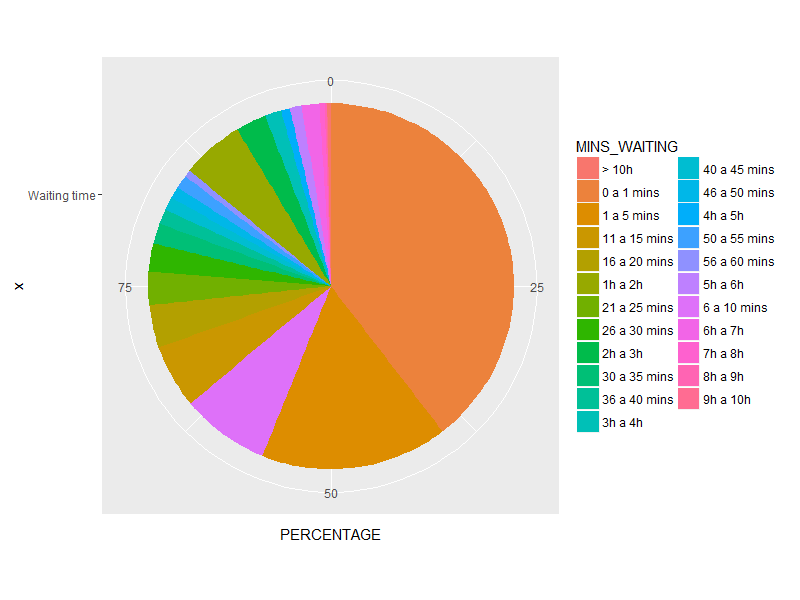 0
MINS_WAITING
> 10h
0 a 1 mins
1 a 5 mins
11 a 15 mins
16 a 20 mins
1h a 2h
21 a 25 mins
26 a 30 mins
2h a 3h
30 a 35 mins
36 a 40 mins
3h a 4h
40 a 45 mins
46 a 50 mins
4h a 5h
50 a 55 mins
56 a 60 mins
5h a 6h
6 a 10 mins
6h a 7h
7h a 8h
8h a 9h
9h a 10h
Waiting time
x
75
25
50
PERCENTAGE